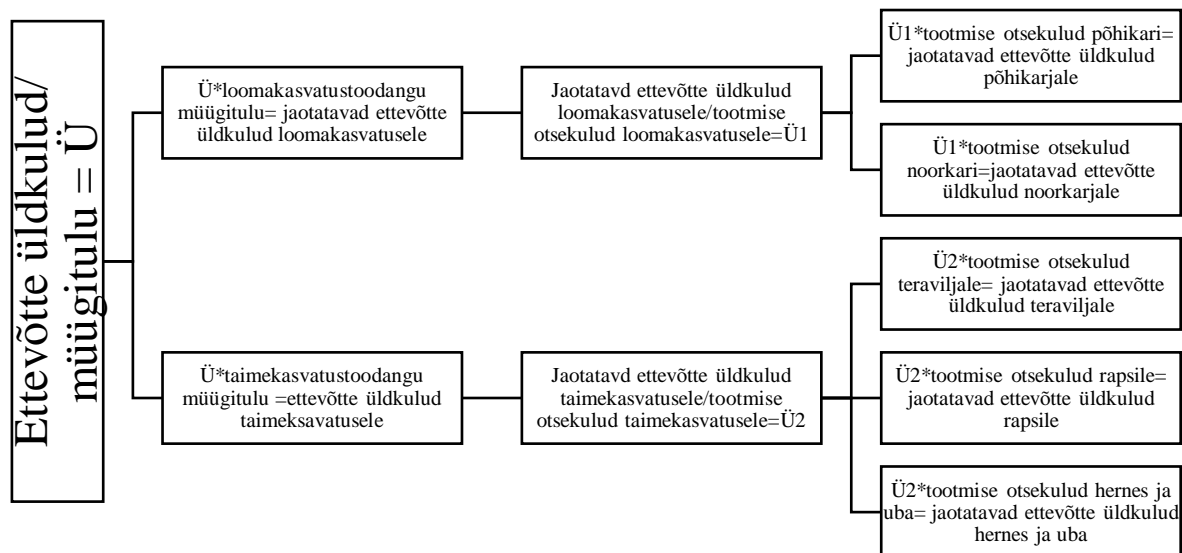 Ettevõtte üldkulud/
müügitulu = Ü
Ü*loomakasvatustoodangu
müügitulu= jaotatavad ettevõtte
üldkulud loomakasvatusele
Jaotatavd ettevõtte üldkulud
loomakasvatusele/tootmise
otsekulud loomakasvatusele=Ü1
Ü1*tootmise otsekulud põhikari=
jaotatavad ettevõtte üldkulud
põhikarjale
Ü1*tootmise otsekulud
noorkari=jaotatavad ettevõtte
üldkulud noorkarjale
Ü*taimekasvatustoodangu
müügitulu =ettevõtte üldkulud
taimeksavatusele
Jaotatavd ettevõtte üldkulud
taimekasvatusele/tootmise
otsekulud taimekasvatusele=Ü2
Ü2*tootmise otsekulud
teraviljale= jaotatavad ettevõtte
üldkulud teraviljale
Ü2*tootmise otsekulud rapsile=
jaotatavad ettevõtte üldkulud
rapsile
Ü2*tootmise otsekulud hernes ja
uba= jaotatavad ettevõtte üldkulud
hernes ja uba